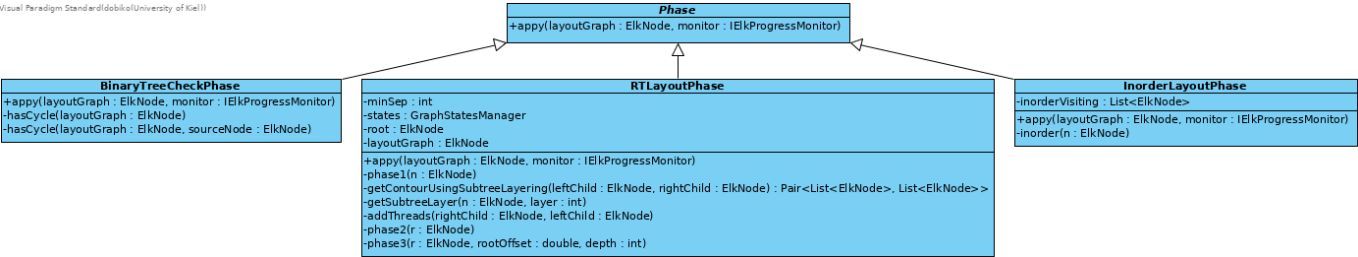 Visual Paradigm Standard(dobiko(University of Kiel))
Phase
+appy(layoutGraph : ElkNode, monitor : IElkProgressMonitor)
BinaryTreeCheckPhase
+appy(layoutGraph : ElkNode, monitor : IElkProgressMonitor)
-hasCycle(layoutGraph : ElkNode)
-hasCycle(layoutGraph : ElkNode, sourceNode : ElkNode)
RTLayoutPhase
-minSep : int
-states : GraphStatesManager
-root : ElkNode
-layoutGraph : ElkNode
+appy(layoutGraph : ElkNode, monitor : IElkProgressMonitor)
-phase1(n : ElkNode)
-getContourUsingSubtreeLayering(leftChild : ElkNode, rightChild : ElkNode) : Pair<List<ElkNode>, List<ElkNode>>
-getSubtreeLayer(n : ElkNode, layer : int)
-addThreads(rightChild : ElkNode, leftChild : ElkNode)
-phase2(r : ElkNode)
-phase3(r : ElkNode, rootOffset : double, depth : int)
InorderLayoutPhase
-inorderVisiting : List<ElkNode>
+appy(layoutGraph : ElkNode, monitor : IElkProgressMonitor)
-inorder(n : ElkNode)